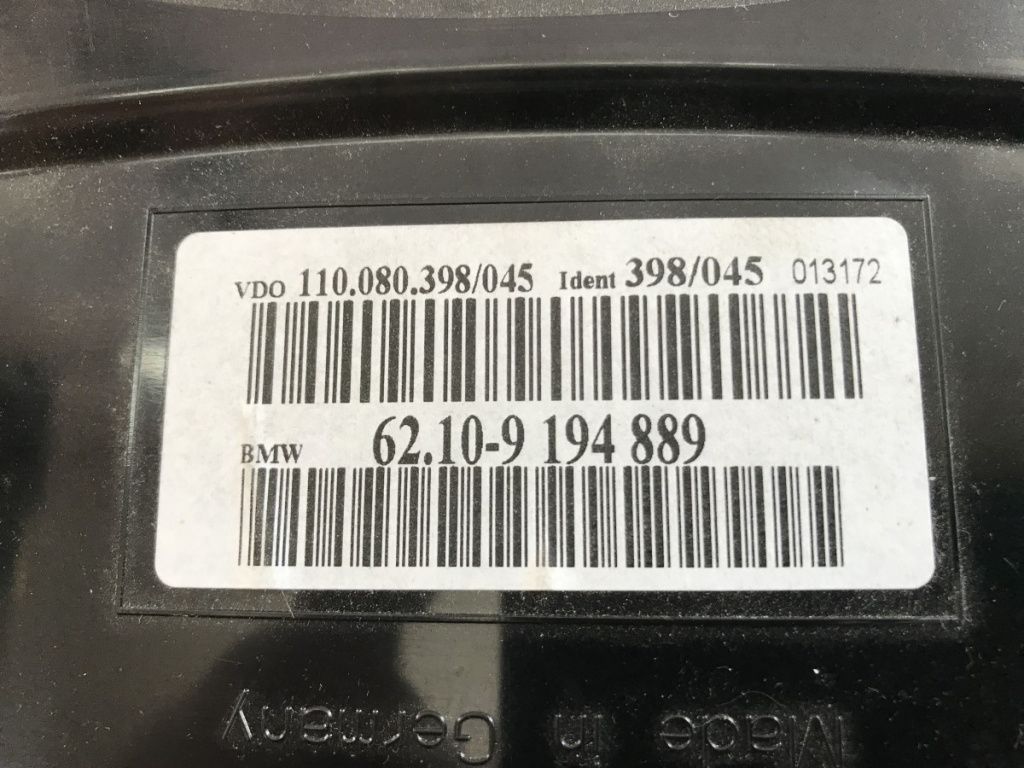 VDO 110.080.398/045 Ident 398/045 013172
BMW 62.10-9 194 889
Made in Germany